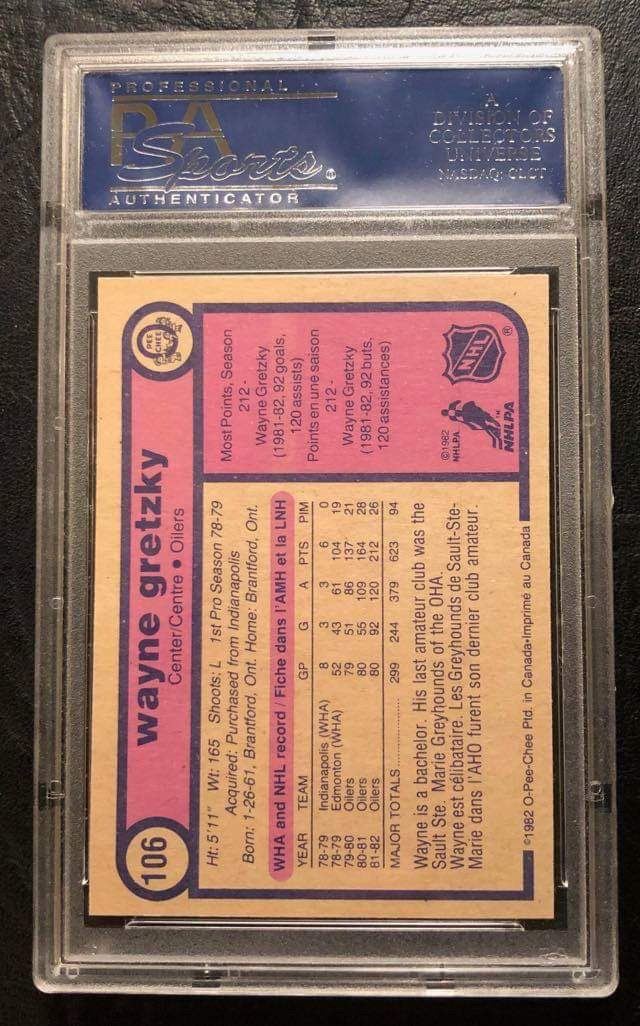 PROFESSIONAL
PSA
Sports
AUTHENTICATOR
A
DIVISION OF
COLLECTORS
UNIVERSE
NASDAQ: CLCT
106
wayne gretzky
Center/Centre • Oilers
O PEE CHEE
Ht: 5'11" Wt: 165 Shoots: L 1st Pro Season 78-79
Acquired: Purchased from Indianapolis
Born: 1-26-61, Brantford, Ont. Home: Brantford, Ont.
WHA and NHL record / Fiche dans l'AMH et la LNH
YEAR TEAM GP G A PTS PIM
78-79 Indianapolis (WHA) 8 3 3 6 0
78-79 Edmonton (WHA) 52 43 61 104 19
79-80 Oilers 79 51 86 137 21
80-81 Oilers 80 55 109 164 28
81-82 Oilers 80 92 120 212 26
MAJOR TOTALS.......... 299 244 379 623 94
Wayne is a bachelor. His last amateur club was the
Sault Ste. Marie Greyhounds of the OHA.
Wayne est célibataire. Les Greyhounds de Sault-Ste-
Marie dans l'AHO furent son dernier club amateur.
Most Points, Season
212 -
Wayne Gretzky
(1981-82, 92 goals,
120 assists)
Points en une saison
212 -
Wayne Gretzky
(1981-82, 92 buts.
120 assistances)
©1982
NHLPA
NHLPA
TM
NHL
®
©1982 O-Pee-Chee Ptd. in Canada•Imprimé au Canada